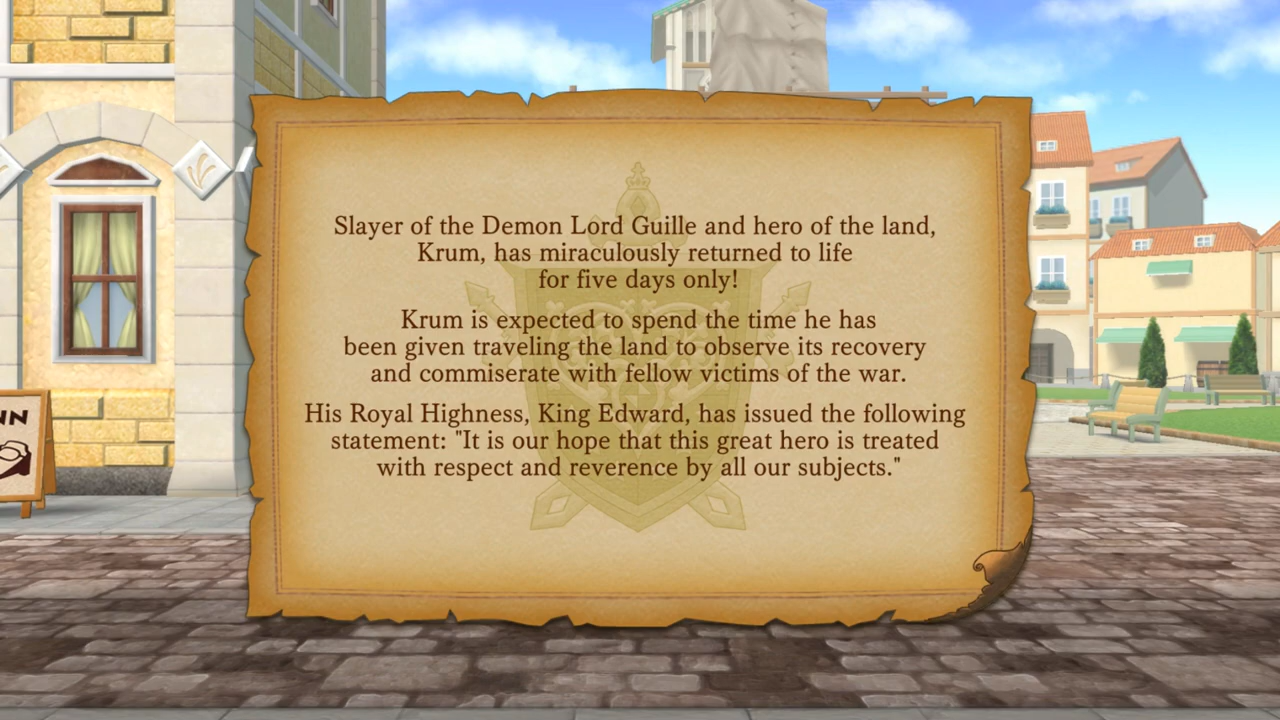 Slayer of the Demon Lord Guille and hero of the land,
Krum, has miraculously returned to life
for five days only!
Krum is expected to spend the time he has
been given traveling the land to observe its recovery
and commiserate with fellow victims of the war.
His Royal Highness, King Edward, has issued the following
statement: "It is our hope that this great hero is treated
with respect and reverence by all our subjects."